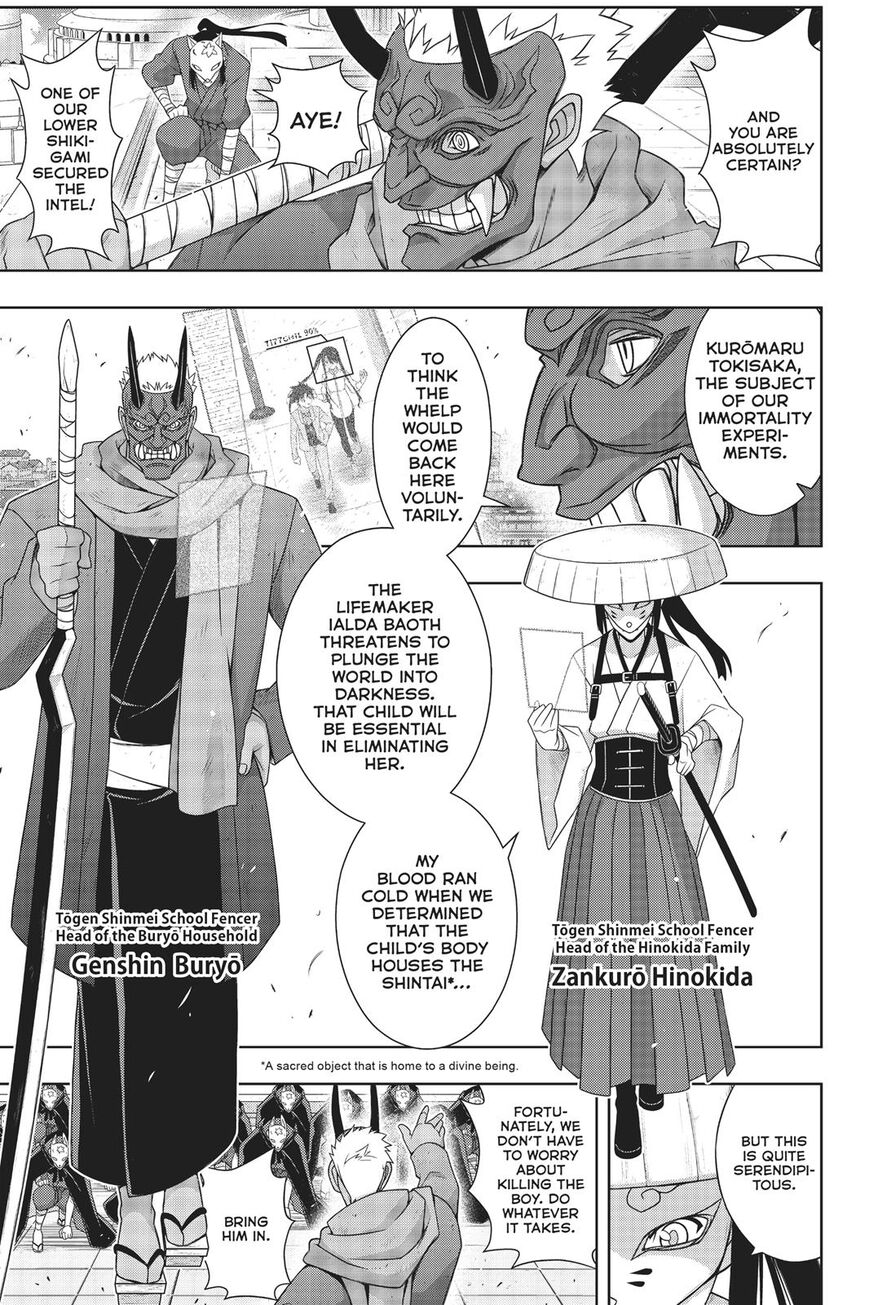 AND
YOU ARE
ABSOLUTELY
CERTAIN?
AYE!
ONE OF
OUR
LOWER
SHIKI-
GAMI
SECURED
THE
INTEL!
KURŌMARU
TOKISAKA,
THE SUBJECT
OF OUR
IMMORTALITY
EXPERI-
MENTS.
TO
THINK
THE
WHELP
WOULD
COME
BACK
HERE
VOLUN-
TARILY.
THE
LIFEMAKER
IALDA BAOTH
THREATENS TO
PLUNGE THE
WORLD INTO
DARKNESS.
THAT CHILD WILL
BE ESSENTIAL
IN ELIMINATING
HER.
MY
BLOOD RAN
COLD WHEN WE
DETERMINED
THAT THE
CHILD'S BODY
HOUSES THE
SHINTAI*...
Tōgen Shinmei School Fencer
Head of the Hinokida Family
Zankurō Hinokida
Tōgen Shinmei School Fencer
Head of the Buryō Household
Genshin Buryō
*A sacred object that is home to a divine being.
BUT THIS
IS QUITE
SERENDIPI-
TOUS.
FORTU-
NATELY, WE
DON'T HAVE
TO WORRY
ABOUT
KILLING THE
BOY. DO
WHATEVER
IT TAKES.
BRING
HIM IN.